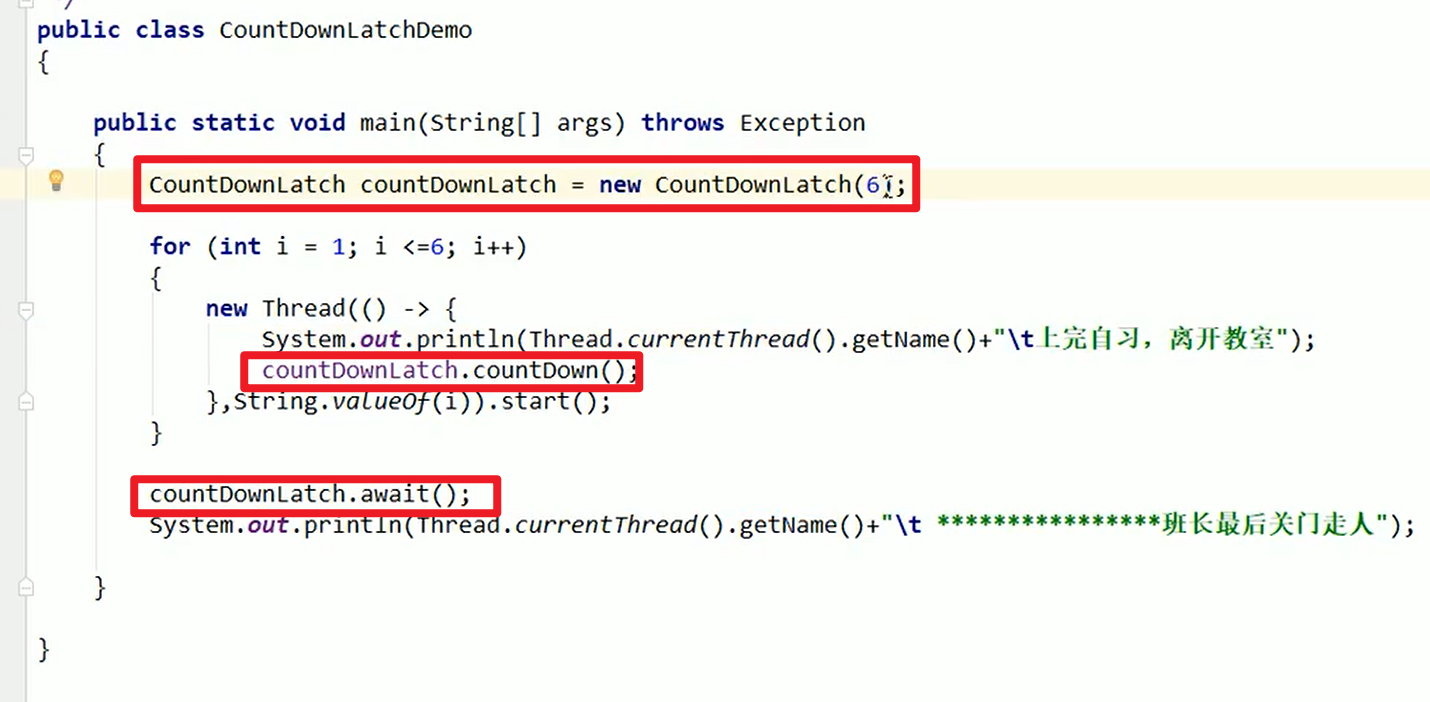 */
public class CountDownLatchDemo
{
public static void main(String[] args) throws Exception
{
CountDownLatch countDownLatch = new CountDownLatch(6);
for (int i = 1; i <=6; i++)
{
new Thread(() -> {
System.out.println(Thread.currentThread().getName()+"\t上完自习，离开教室");
countDownLatch.countDown();
},String.valueOf(i)).start();
}
countDownLatch.await();
System.out.println(Thread.currentThread().getName()+"\t ****************班长最后关门走人");
}
}